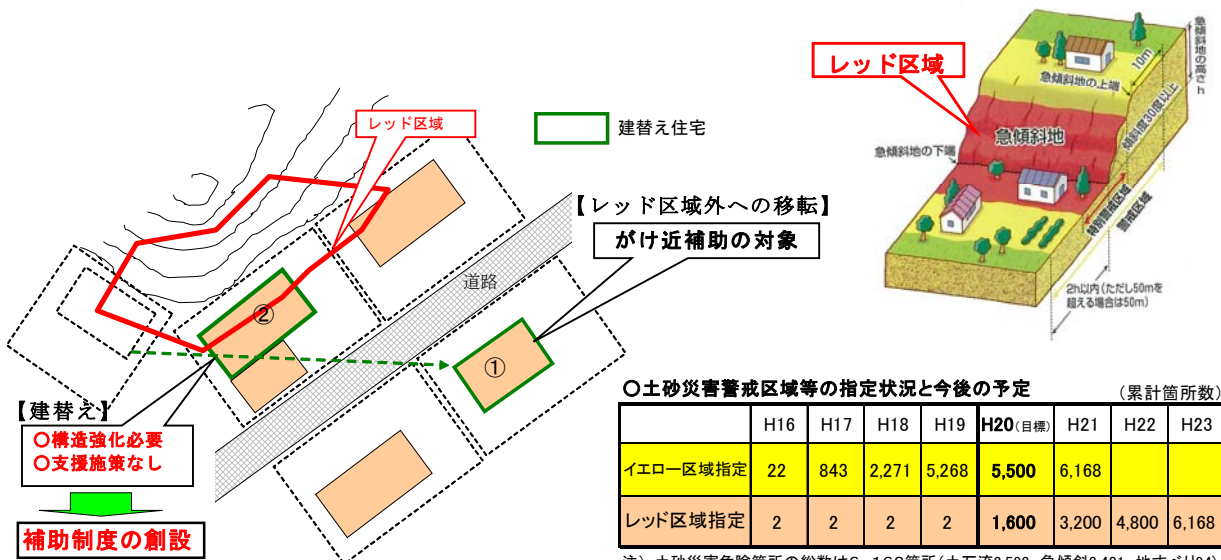 レッド区域
レッド区域
建替え住宅
【レッド区域外への移転】
がけ近補助の対象
道路
②
①
【建替え】
○構造強化必要
○支援施策なし
補助制度の創設
急傾斜地の高さh
10m
急傾斜地の上端
急傾斜地
傾斜度30度以上
急傾斜地の下端
特別警戒区域
警戒区域
2h以内(ただし50mを
超える場合は50m)
○土砂災害警戒区域等の指定状況と今後の予定 (累計箇所数)
H16 H17 H18 H19 H20(目標) H21 H22 H23
イエロー区域指定 22 843 2,271 5,268 5,500 6,168
レッド区域指定 2 2 2 2 1,600 3,200 4,800 6,168